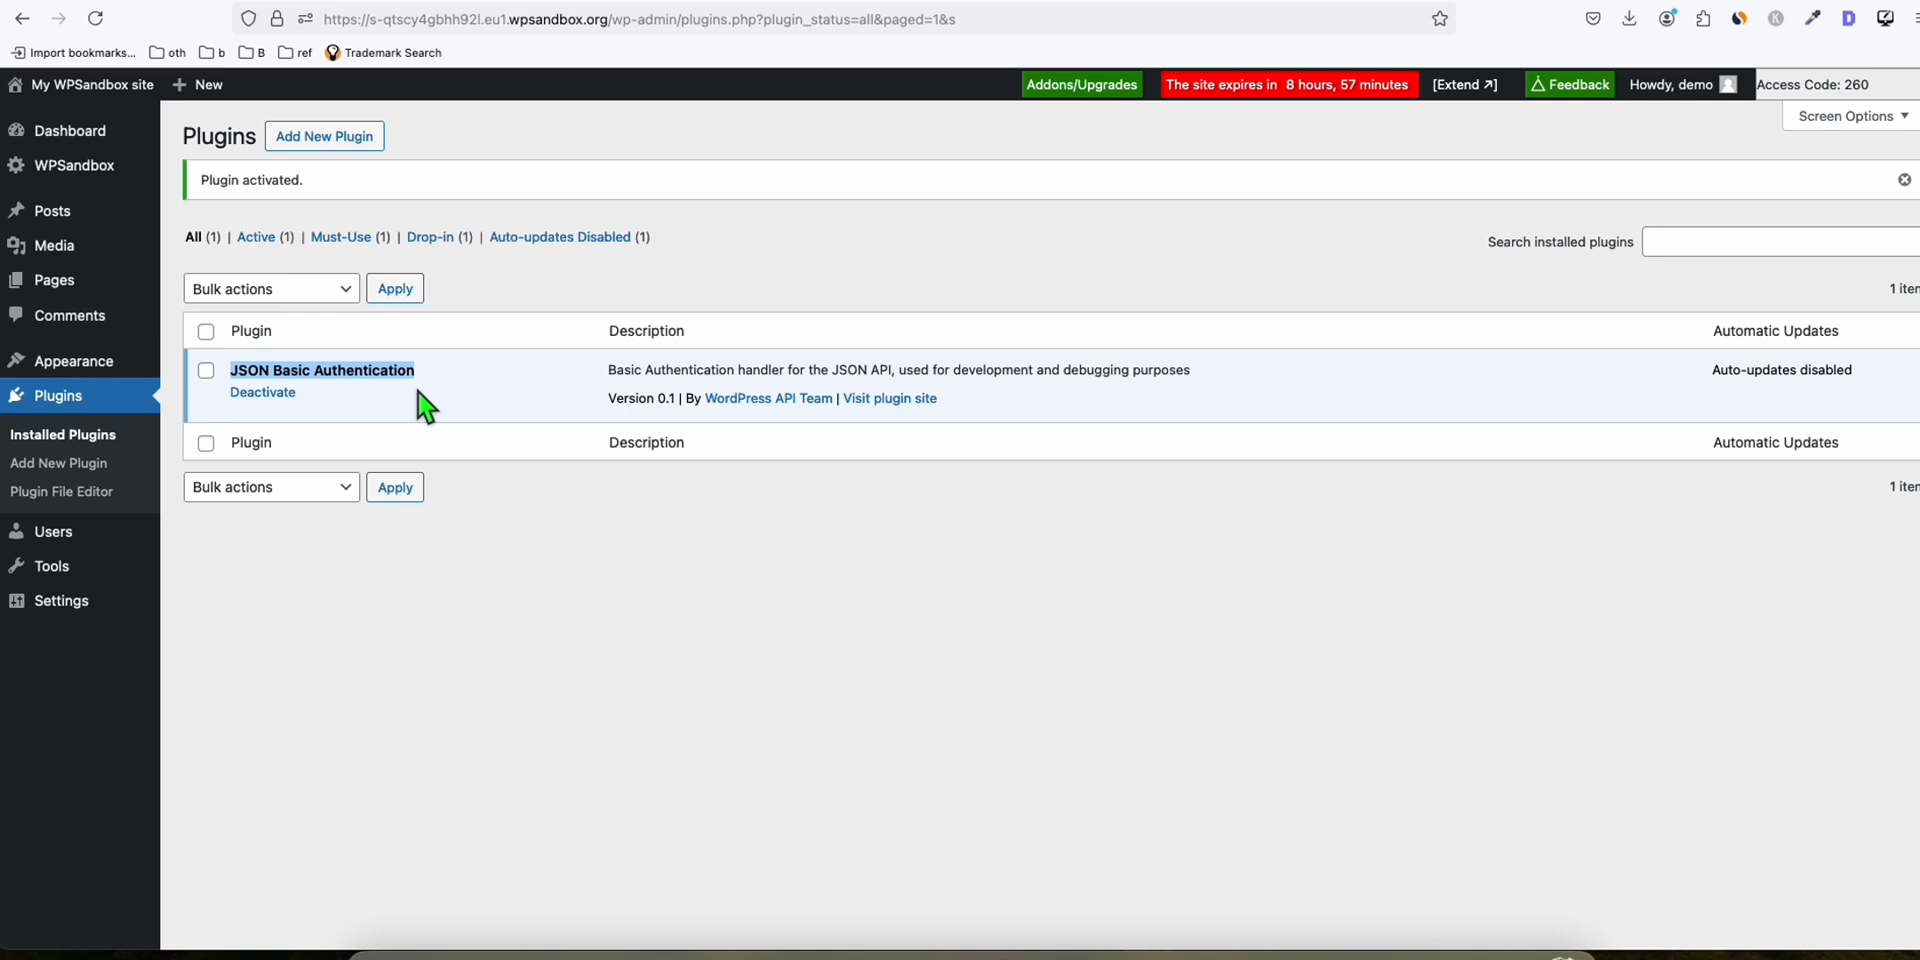 https://s-qtscy4gbhh92l.eu1.wpsandbox.org/wp-admin/plugins.php?plugin_status=all&paged=1&s
Import bookmarks... oth b B ref Trademark Search
My WPSandbox site New Addons/Upgrades The site expires in 8 hours, 57 minutes [Extend ↗] Feedback Howdy, demo Access Code: 260
Screen Options
Dashboard
WPSandbox
Posts
Media
Pages
Comments
Appearance
Plugins
Installed Plugins
Add New Plugin
Plugin File Editor
Users
Tools
Settings
Plugins Add New Plugin
Plugin activated.
All (1) | Active (1) | Must-Use (1) | Drop-in (1) | Auto-updates Disabled (1)
Search installed plugins
Bulk actions Apply
1 iten
Plugin Description Automatic Updates
JSON Basic Authentication Basic Authentication handler for the JSON API, used for development and debugging purposes Auto-updates disabled
Deactivate Version 0.1 | By WordPress API Team | Visit plugin site
Plugin Description Automatic Updates
Bulk actions Apply
1 iten